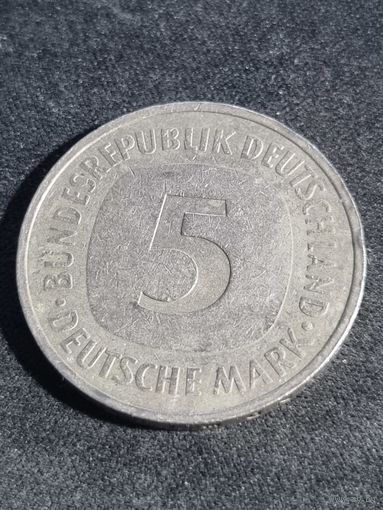 BUNDESREPUBLIK DEUTSCHLAND
5
· DEUTSCHE MARK ·